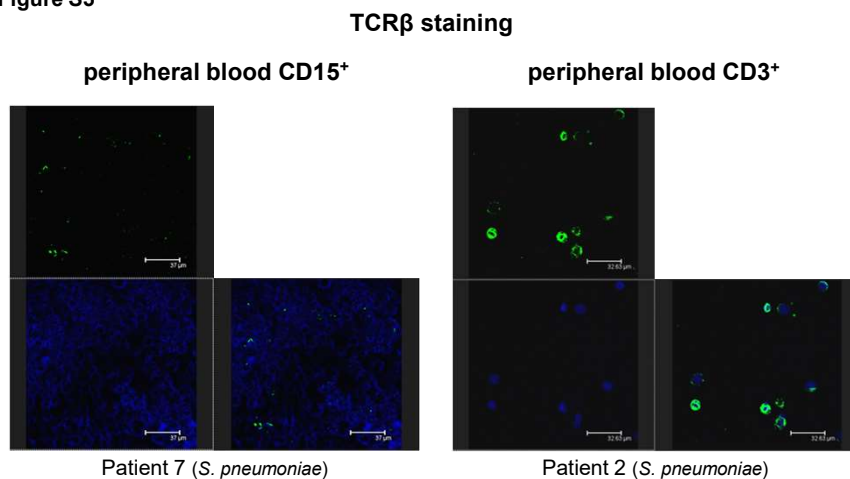 Figure S5
TCRβ staining
peripheral blood CD15+
peripheral blood CD3+
37 µm
32.63 µm
37 µm
37 µm
32.63 µm
32.63 µm
Patient 7 (S. pneumoniae)
Patient 2 (S. pneumoniae)